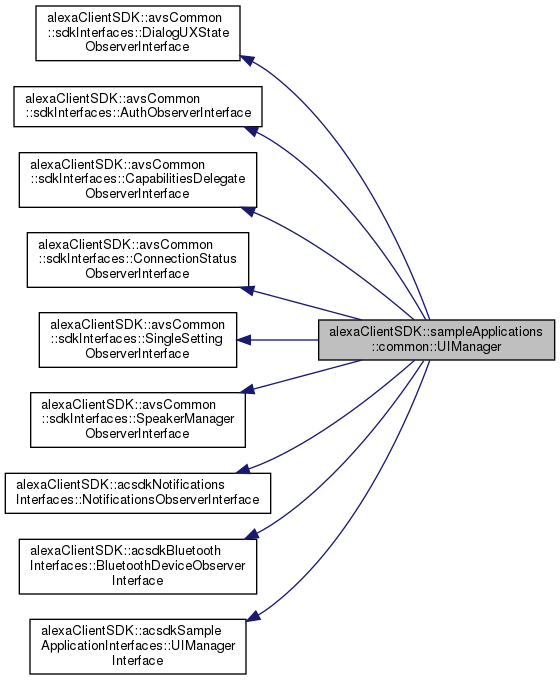 alexaClientSDK::avsCommon
::sdkInterfaces::DialogUXState
ObserverInterface
alexaClientSDK::avsCommon
::sdkInterfaces::AuthObserverInterface
alexaClientSDK::avsCommon
::sdkInterfaces::CapabilitiesDelegate
ObserverInterface
alexaClientSDK::avsCommon
::sdkInterfaces::ConnectionStatus
ObserverInterface
alexaClientSDK::avsCommon
::sdkInterfaces::SingleSetting
ObserverInterface
alexaClientSDK::sampleApplications
::common::UIManager
alexaClientSDK::avsCommon
::sdkInterfaces::SpeakerManager
ObserverInterface
alexaClientSDK::acsdkNotifications
Interfaces::NotificationsObserverInterface
alexaClientSDK::acsdkBluetooth
Interfaces::BluetoothDeviceObserver
Interface
alexaClientSDK::acsdkSample
ApplicationInterfaces::UIManager
Interface